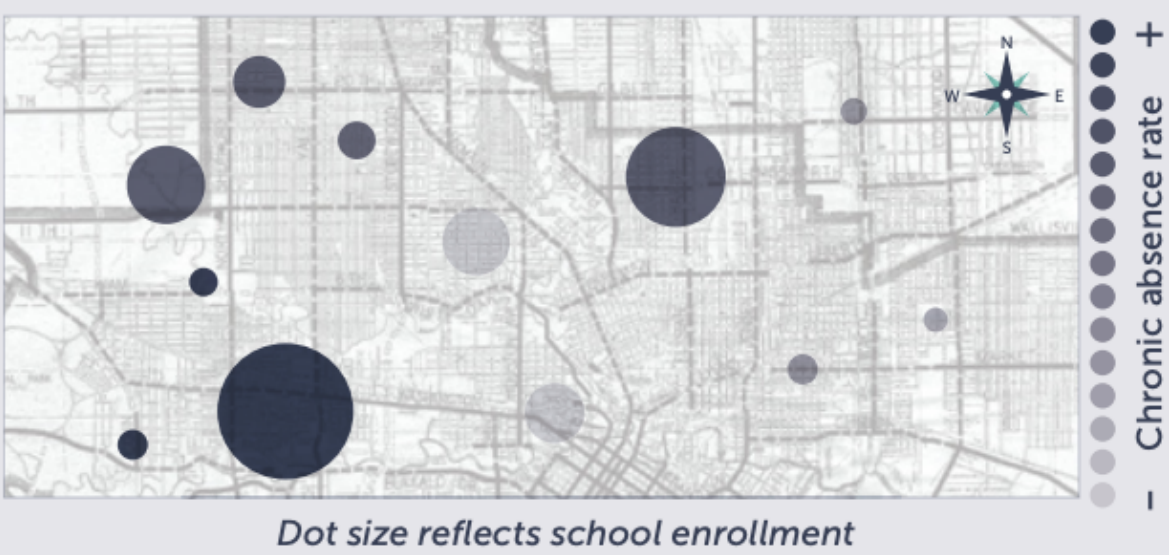 N
W
E
S
+
Chronic absence rate
–
Dot size reflects school enrollment